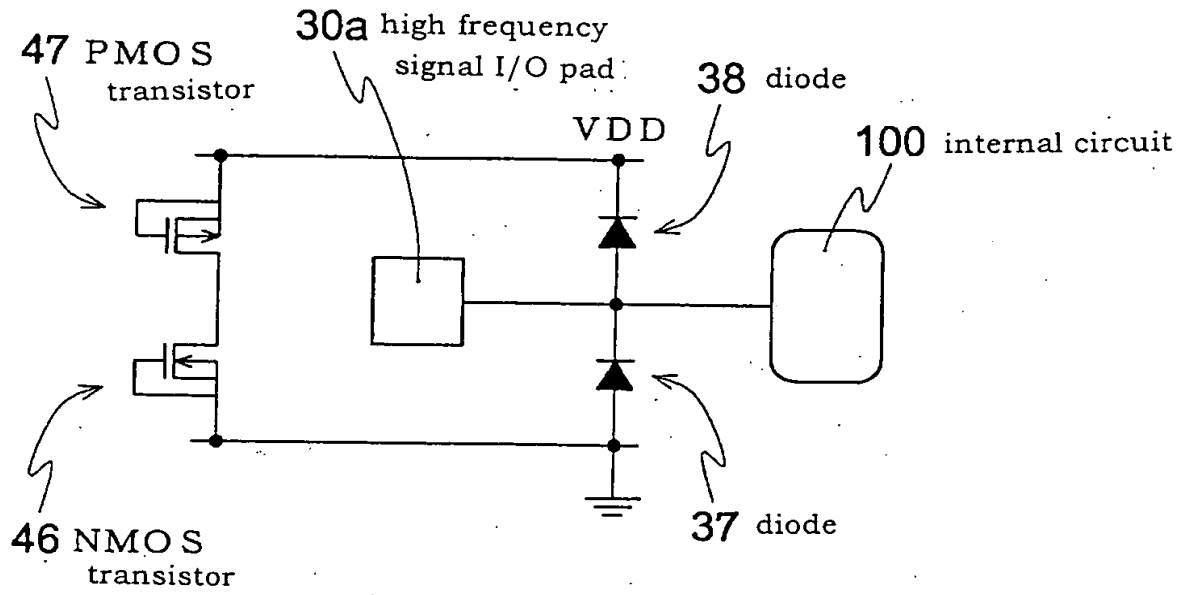 30a high frequency
signal I/O pad
47 PMOS
transistor
38 diode
VDD
100 internal circuit
46 NMOS
transistor
37 diode